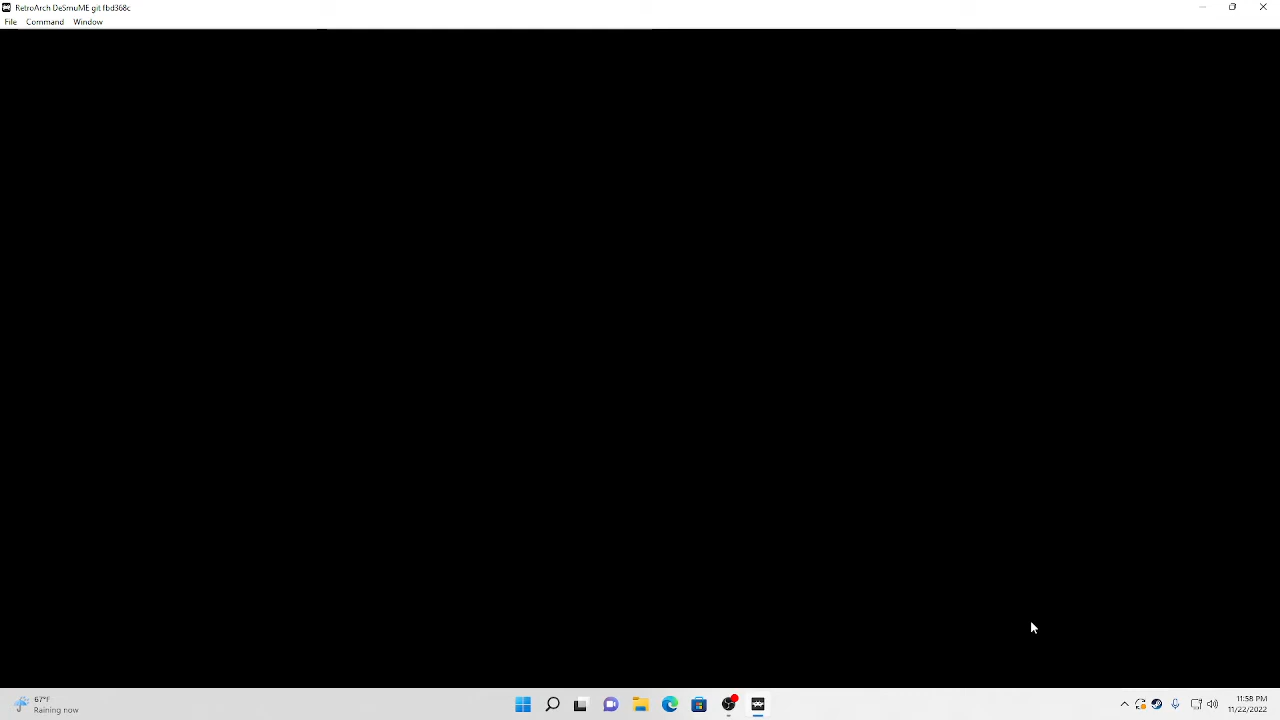 RetroArch DeSmuME git fbd368c
File Command Window
67°F
Raining now
11:58 PM
11/22/2022